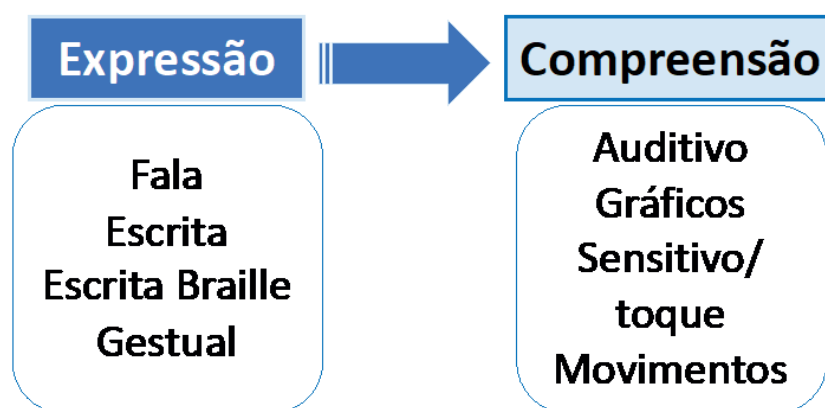 Expressão
Fala
Escrita
Escrita Braille
Gestual
Compreensão
Auditivo
Gráficos
Sensitivo/
toque
Movimentos